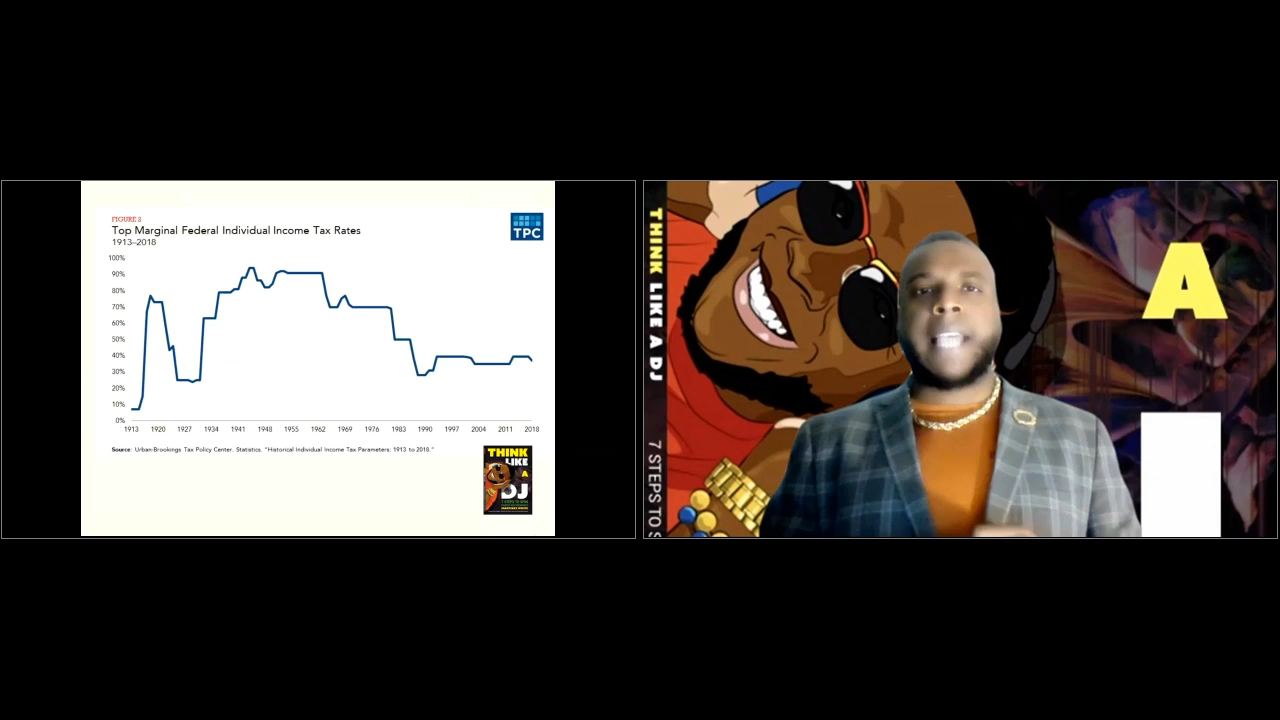 FIGURE 2
Top Marginal Federal Individual Income Tax Rates
1913–2018
TPC
100%
90%
80%
70%
60%
50%
40%
30%
20%
10%
0%
1913 1920 1927 1934 1941 1948 1955 1962 1969 1976 1983 1990 1997 2004 2011 2018
Source: Urban-Brookings Tax Policy Center. Statistics. "Historical Individual Income Tax Parameters: 1913 to 2018."
THINK
LIKE
A
DJ
THINK LIKE A DJ
7 STEPS TO S
A